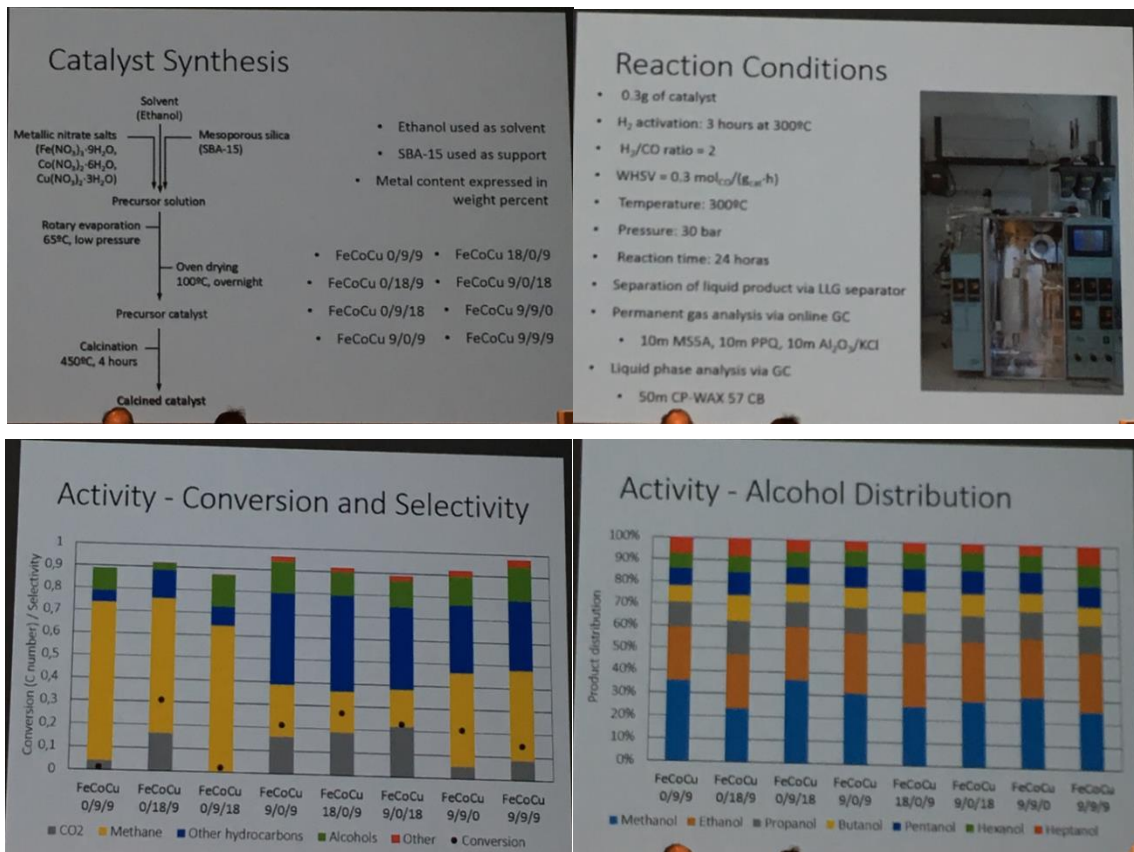 Catalyst Synthesis
Solvent
(Ethanol)
Metallic nitrate salts
(Fe(NO3)3·9H2O,
Co(NO3)2·6H2O,
Cu(NO3)2·3H2O)
Mesoporous silica
(SBA-15)
Precursor solution
Rotary evaporation
65ºC, low pressure
Oven drying
100ºC, overnight
Precursor catalyst
Calcination
450ºC, 4 hours
Calcined catalyst
• Ethanol used as solvent
• SBA-15 used as support
• Metal content expressed in
weight percent
• FeCoCu 0/9/9 • FeCoCu 18/0/9
• FeCoCu 0/18/9 • FeCoCu 9/0/18
• FeCoCu 0/9/18 • FeCoCu 9/9/0
• FeCoCu 9/0/9 • FeCoCu 9/9/9
Reaction Conditions
• 0.3g of catalyst
• H2 activation: 3 hours at 300ºC
• H2/CO ratio = 2
• WHSV = 0.3 molCO/(gcat·h)
• Temperature: 300ºC
• Pressure: 30 bar
• Reaction time: 24 horas
• Separation of liquid product via LLG separator
• Permanent gas analysis via online GC
• 10m MS5A, 10m PPQ, 10m Al2O3/KCl
• Liquid phase analysis via GC
• 50m CP-WAX 57 CB
Activity - Conversion and Selectivity
Conversion (C number) / Selectivity
1
0,9
0,8
0,7
0,6
0,5
0,4
0,3
0,2
0,1
0
FeCoCu FeCoCu FeCoCu FeCoCu FeCoCu FeCoCu FeCoCu FeCoCu
0/9/9 0/18/9 0/9/18 9/0/9 18/0/9 9/0/18 9/9/0 9/9/9
CO2 Methane Other hydrocarbons Alcohols Other Conversion
Activity - Alcohol Distribution
Product distribution
100%
90%
80%
70%
60%
50%
40%
30%
20%
10%
0%
FeCoCu FeCoCu FeCoCu FeCoCu FeCoCu FeCoCu FeCoCu FeCoCu
0/9/9 0/18/9 0/9/18 9/0/9 18/0/9 9/0/18 9/9/0 9/9/9
Methanol Ethanol Propanol Butanol Pentanol Hexanol Heptanol